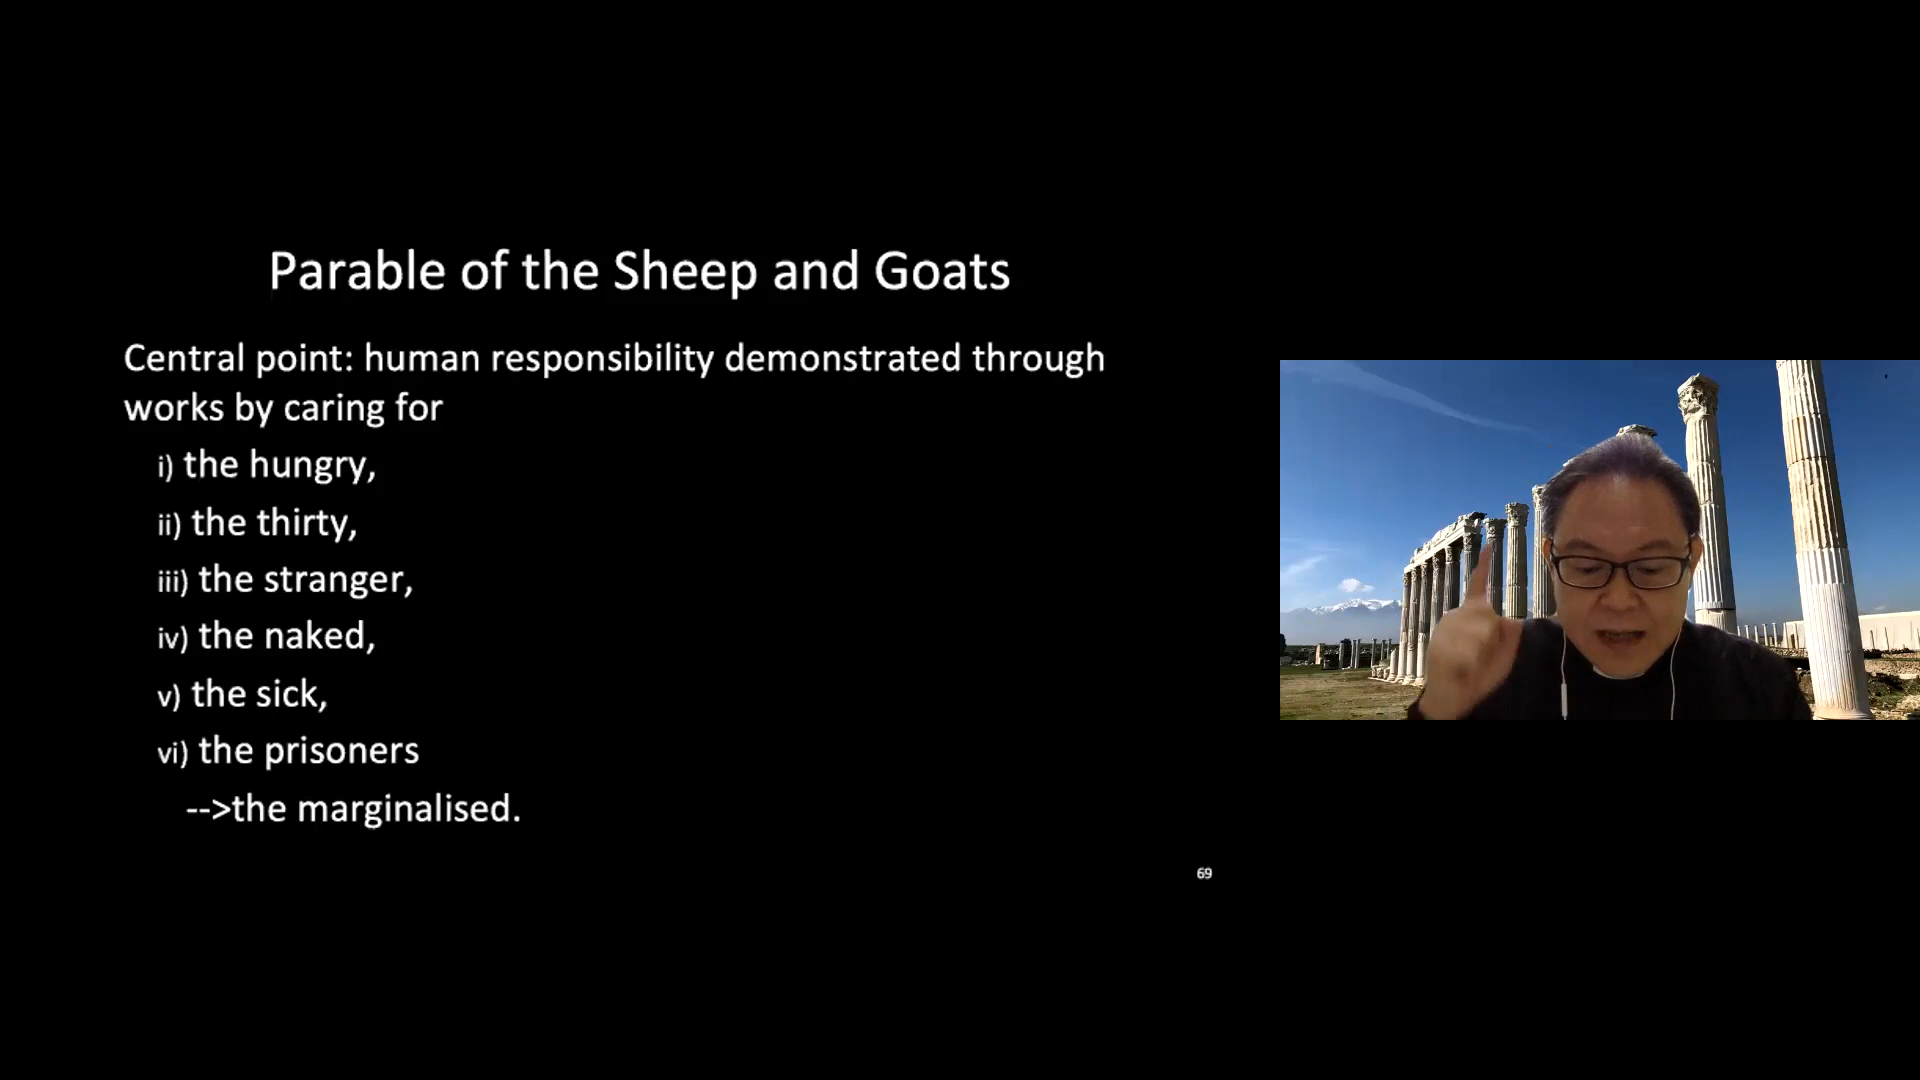 Parable of the Sheep and Goats
Central point: human responsibility demonstrated through
works by caring for
i) the hungry,
ii) the thirty,
iii) the stranger,
iv) the naked,
v) the sick,
vi) the prisoners
-->the marginalised.
69